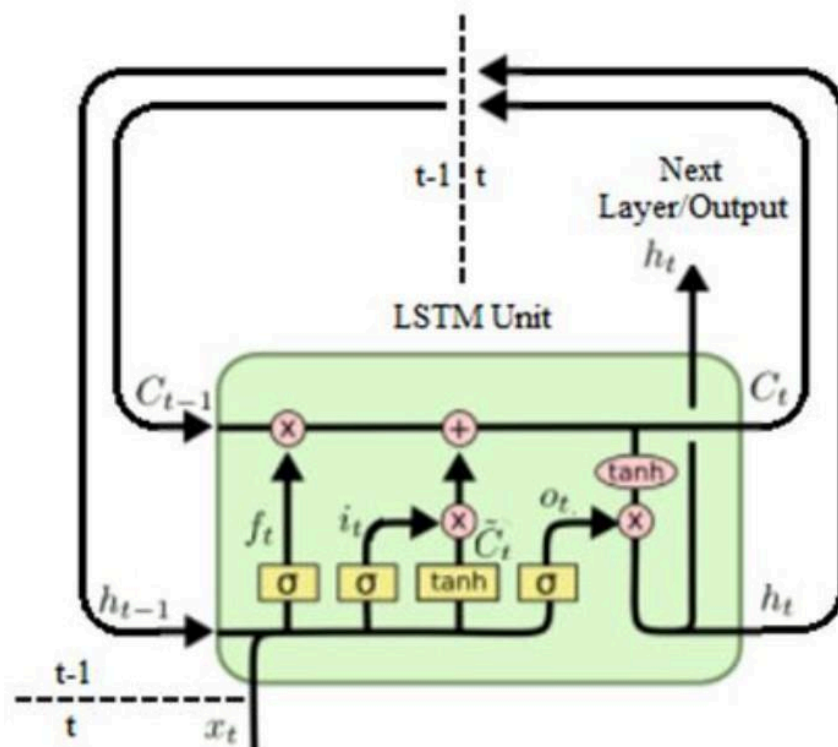 t-1 t
Next
Layer/Output
h_t
LSTM Unit
C_{t-1}
C_t
x
+
tanh
f_t
i_t
x
C̃_t
o_t
x
σ
σ
tanh
σ
h_{t-1}
h_t
t-1
t
x_t